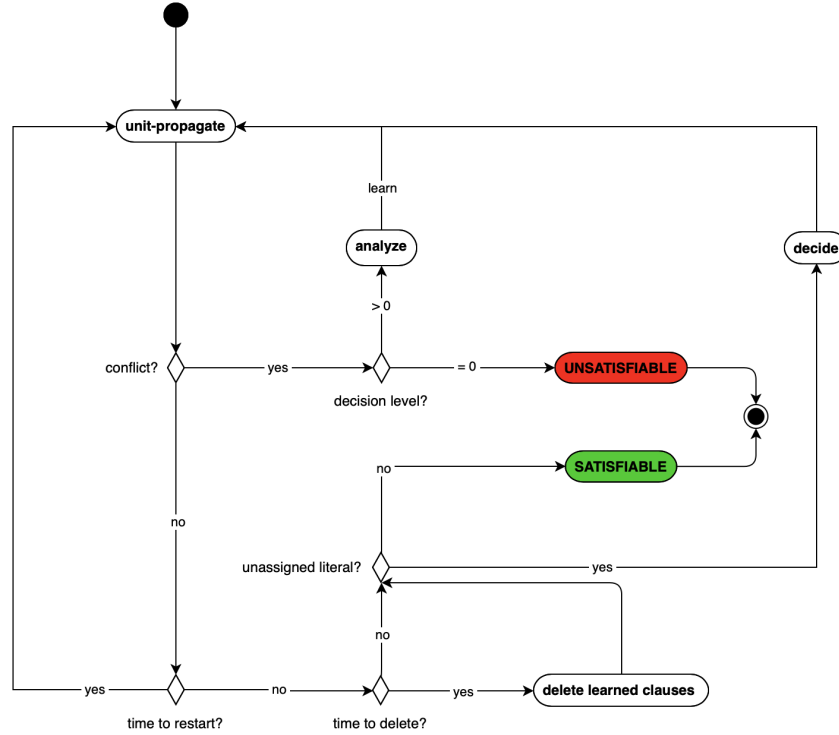 unit-propagate
learn
analyze
decide
> 0
conflict?
yes
= 0
UNSATISFIABLE
decision level?
no
SATISFIABLE
no
unassigned literal?
yes
no
yes
no
yes
delete learned clauses
time to restart?
time to delete?